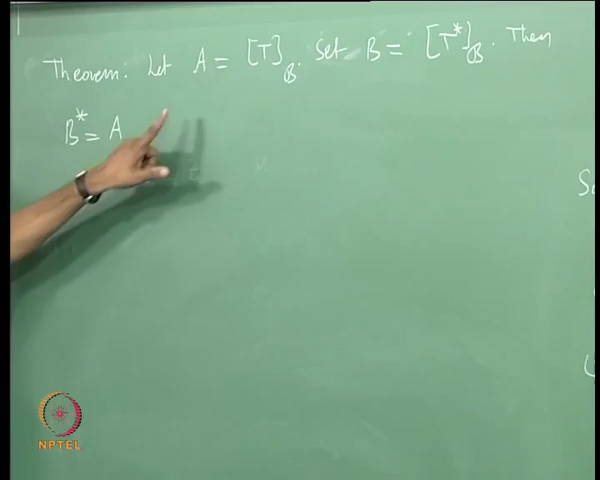 Theorem: Let A = [T]_B. Set B = [T*]_B. Then
B* = A
NPTEL